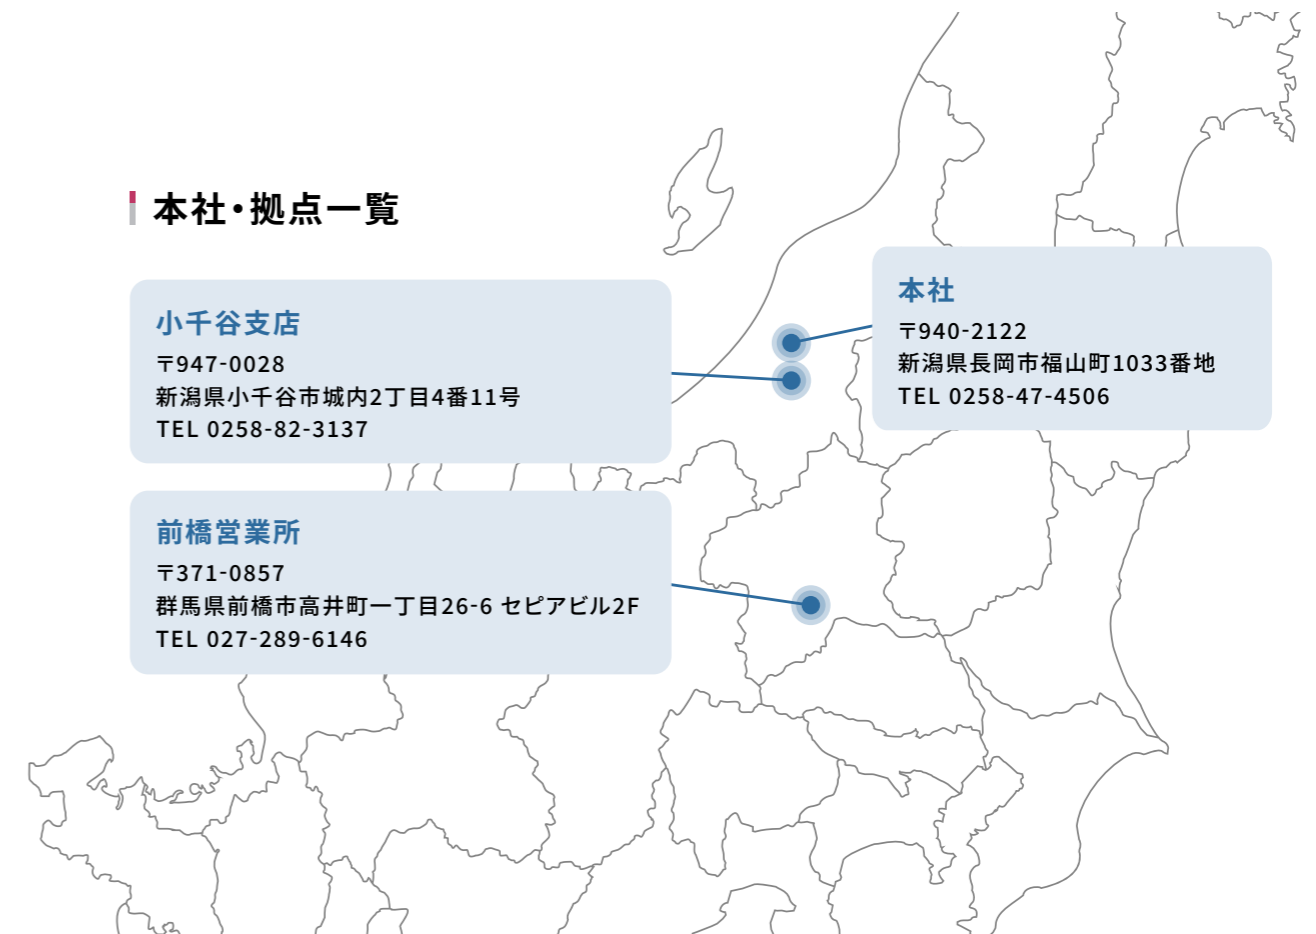 本社・拠点一覧
小千谷支店
〒947-0028
新潟県小千谷市城内2丁目4番11号
TEL 0258-82-3137
本社
〒940-2122
新潟県長岡市福山町1033番地
TEL 0258-47-4506
前橋営業所
〒371-0857
群馬県前橋市高井町一丁目26-6 セピアビル2F
TEL 027-289-6146